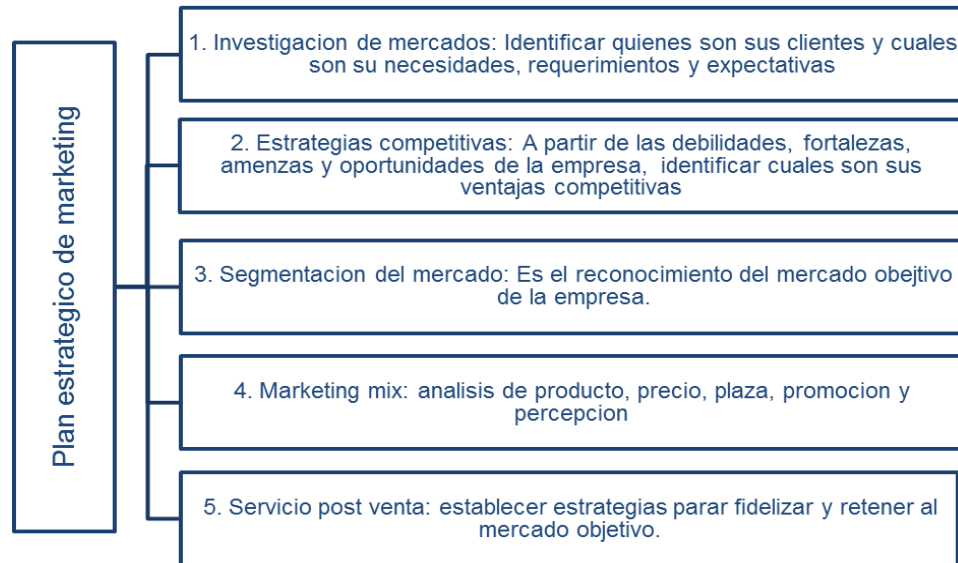 Plan estrategico de marketing
1. Investigacion de mercados: Identificar quienes son sus clientes y cuales
son su necesidades, requerimientos y expectativas
2. Estrategias competitivas: A partir de las debilidades, fortalezas,
amenzas y oportunidades de la empresa, identificar cuales son sus
ventajas competitivas
3. Segmentacion del mercado: Es el reconocimiento del mercado obejtivo
de la empresa.
4. Marketing mix: analisis de producto, precio, plaza, promocion y
percepcion
5. Servicio post venta: establecer estrategias parar fidelizar y retener al
mercado objetivo.